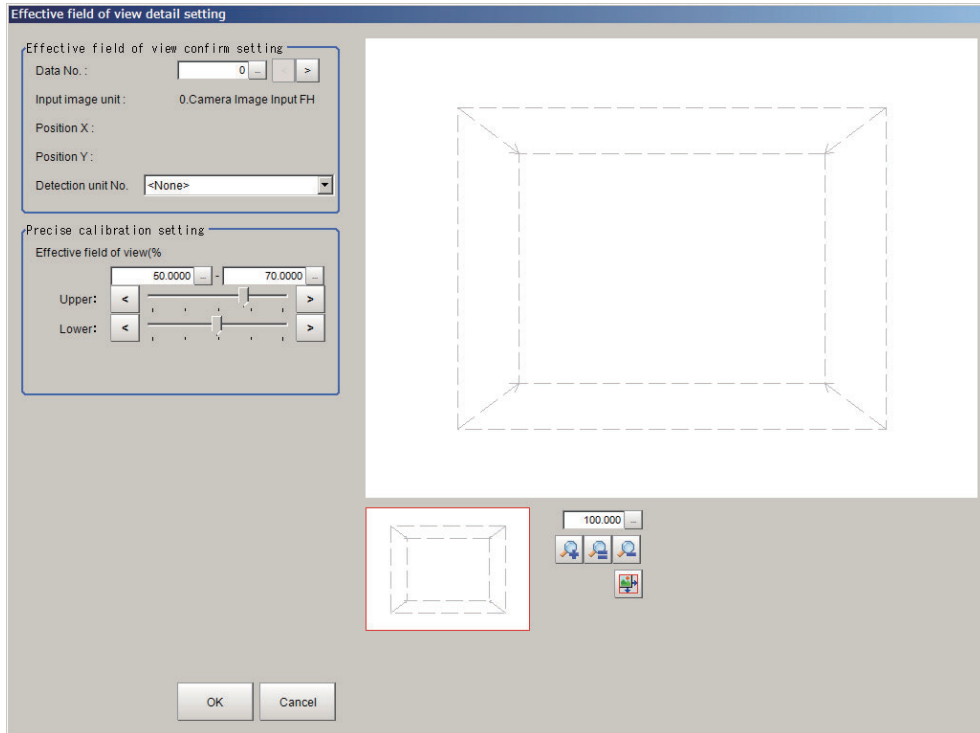 Effective field of view detail setting
Effective field of view confirm setting
Data No. : 0 ... < >
Input image unit : 0.Camera Image Input FH
Position X :
Position Y :
Detection unit No. <None>
Precise calibration setting
Effective field of view(%
50.0000 ... - 70.0000 ...
Upper: < >
Lower: < >
100.000 ...
OK Cancel